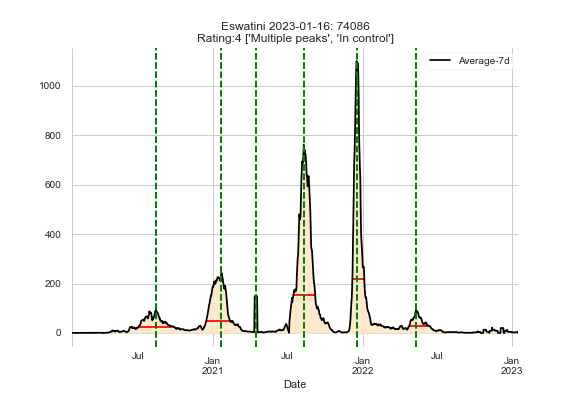 Eswatini 2023-01-16: 74086
Rating:4 ['Multiple peaks', 'In control']
Average-7d
1000
800
600
400
200
0
Jul
Jan
2021
Jul
Jan
2022
Jul
Jan
2023
Date